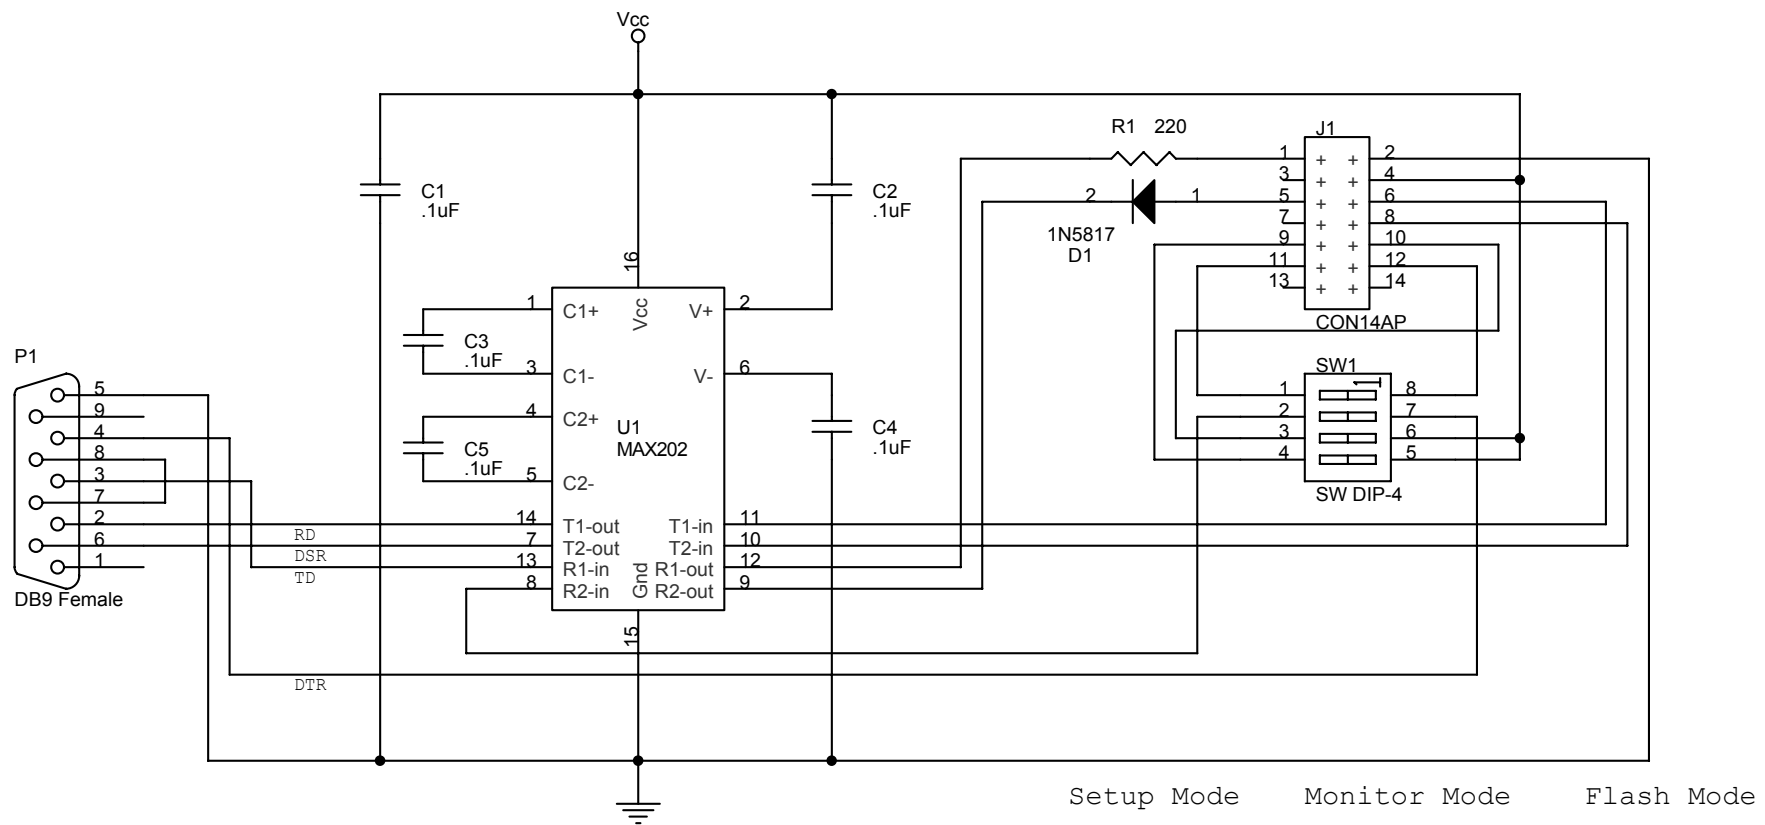 Vcc
R1 220
J1
1
2
3
4
C1
.1uF
C2
.1uF
2
1
5
6
7
8
1N5817
D1
9
10
16
11
12
13
14
1
C1+
Vcc
V+
2
CON14AP
C3
.1uF
P1
3
C1-
V-
6
SW1
5
1
8
9
4
C2+
2
7
4
U1
MAX202
C4
.1uF
3
6
8
C5
.1uF
4
5
3
5
C2-
7
SW DIP-4
2
14
T1-out
T1-in
11
RD
6
7
T2-out
T2-in
10
DSR
1
13
R1-in
R1-out
12
TD
8
R2-in
Gnd
R2-out
9
DB9 Female
15
DTR
Setup Mode Monitor Mode Flash Mode